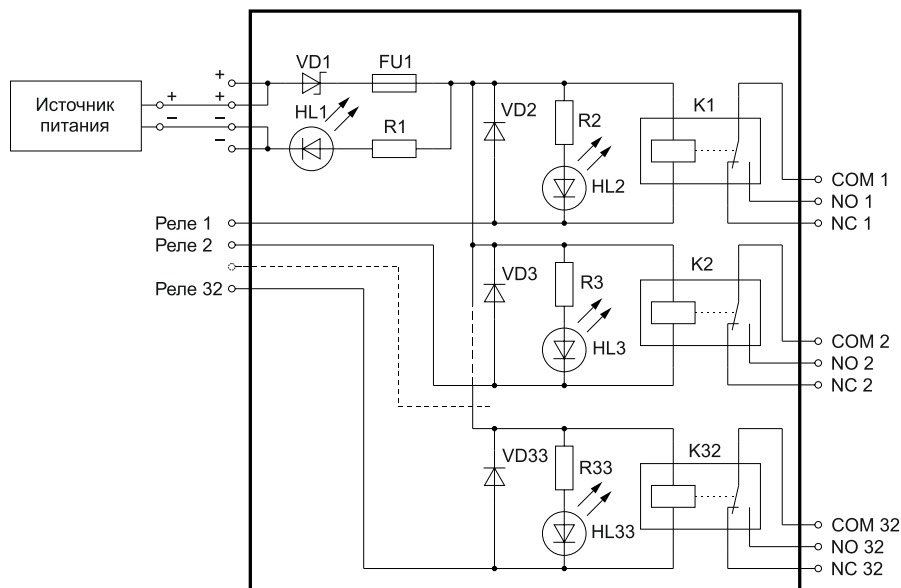 Источник
питания
+
−
+
+
−
−
VD1
FU1
HL1
R1
VD2
R2
HL2
K1
COM 1
NO 1
NC 1
Реле 1
Реле 2
Реле 32
VD3
R3
HL3
K2
COM 2
NO 2
NC 2
VD33
R33
HL33
K32
COM 32
NO 32
NC 32